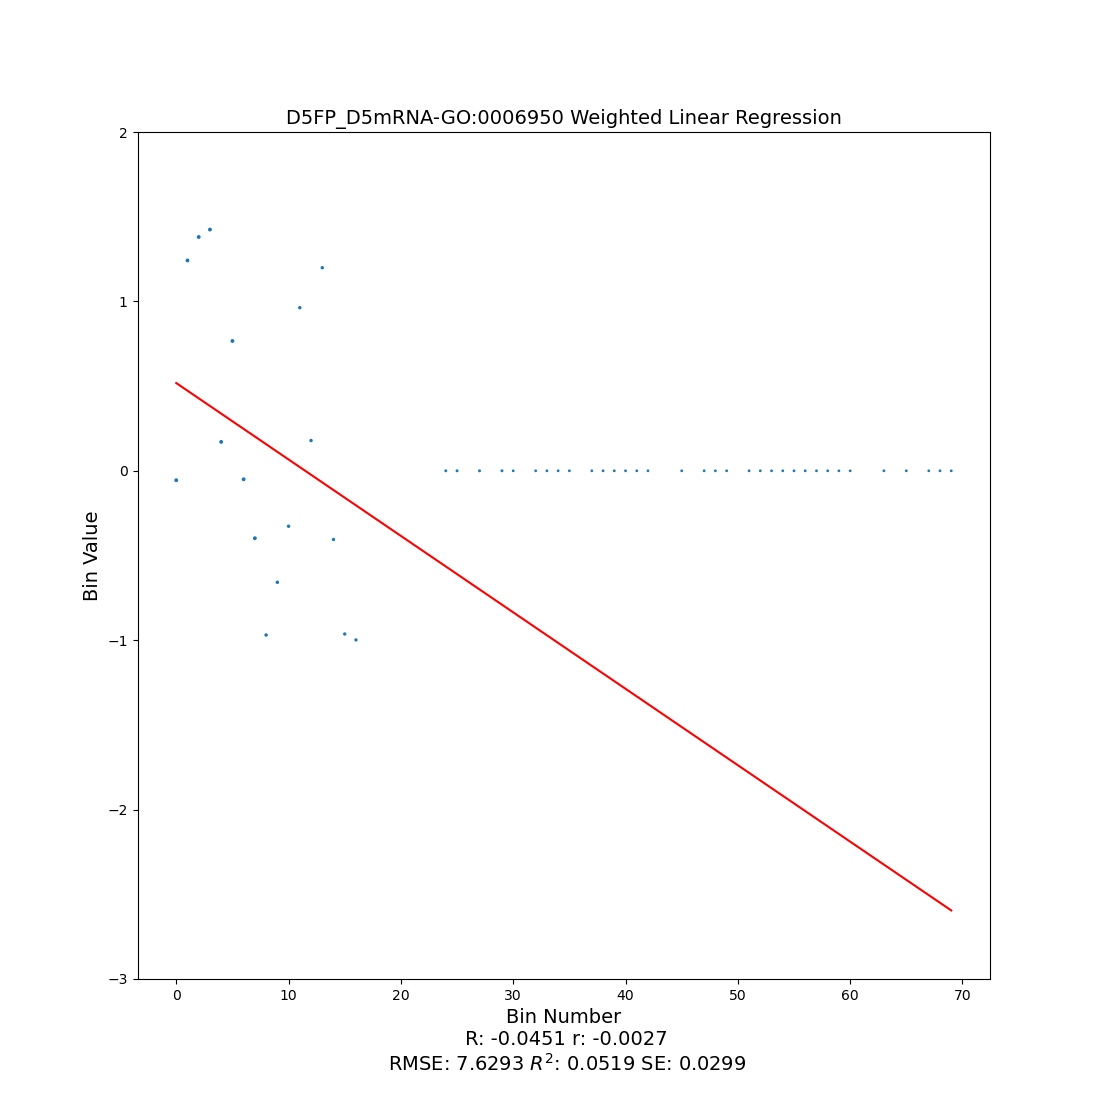 D5FP_D5mRNA-GO:0006950 Weighted Linear Regression
2
1
0
−1
−2
−3
Bin Value
0 10 20 30 40 50 60 70
Bin Number
R: -0.0451 r: -0.0027
RMSE: 7.6293 R²: 0.0519 SE: 0.0299